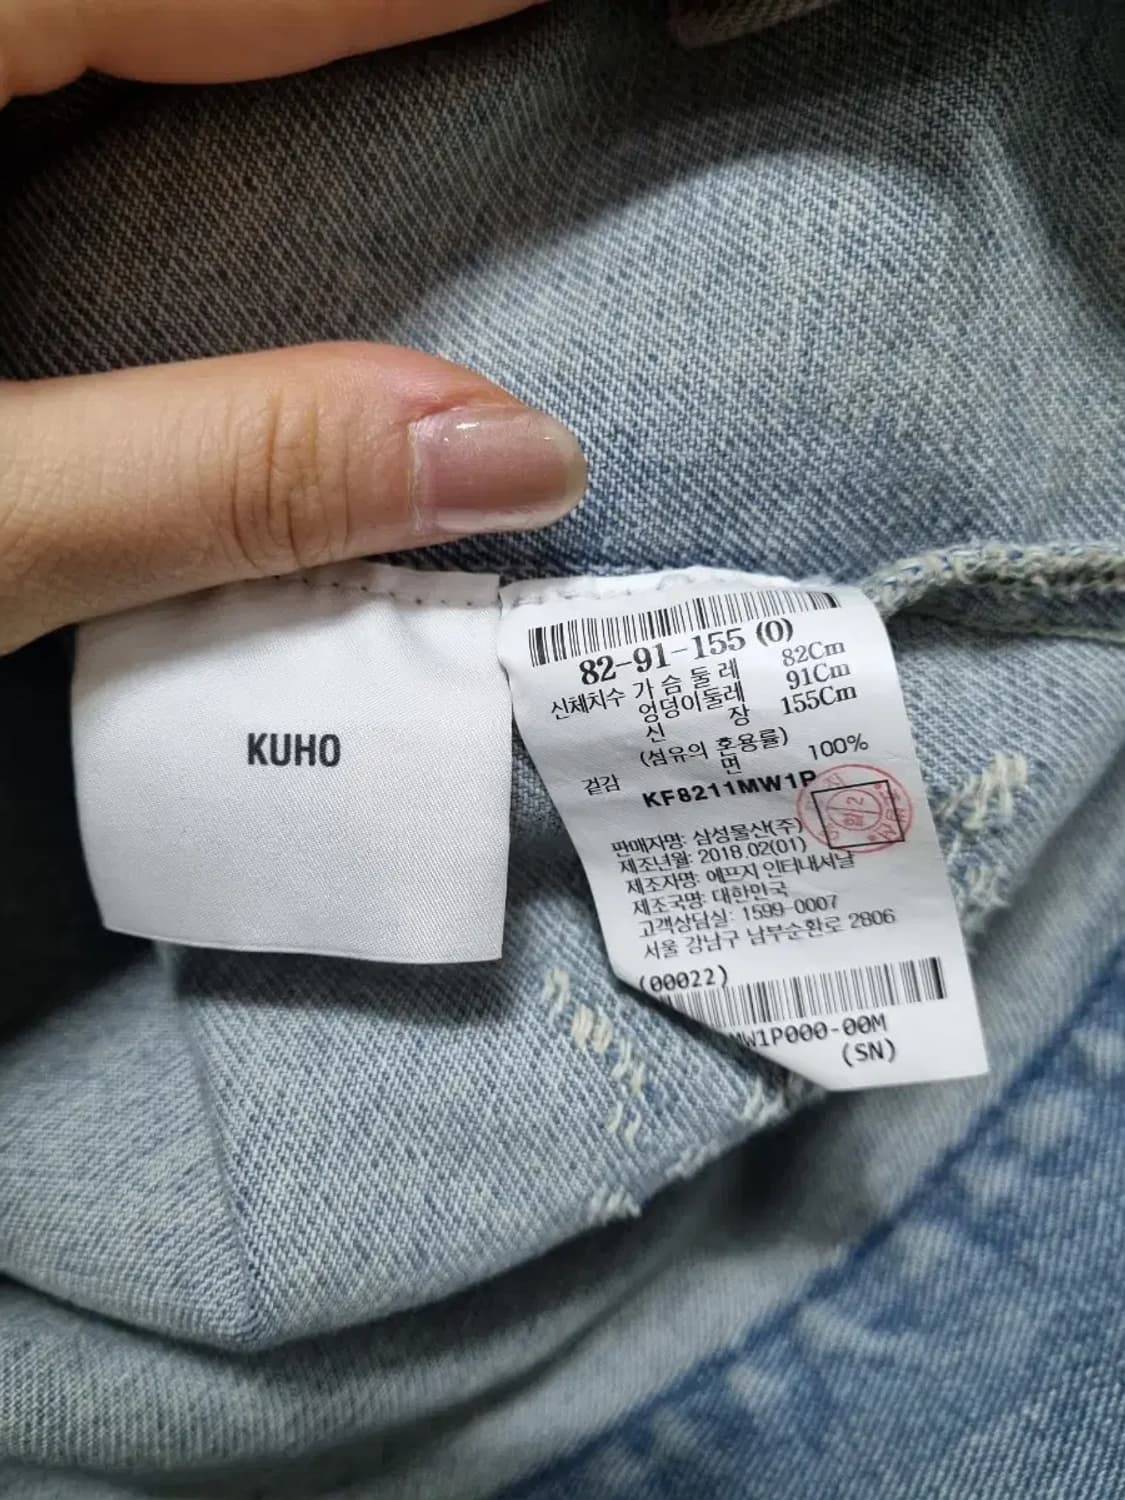 KUHO
82-91-155 (0)
신체치수 가 슴 둘 레 82Cm
엉덩이둘레 91Cm
신 장 155Cm
(섬유의 혼용률)
겉감 면 100%
KF8211MW1P
판매자명: 삼성물산(주)
제조년월: 2018.02(01)
제조자명: 에프지 인터내셔날
제조국명: 대한민국
고객상담실: 1599-0007
서울 강남구 남부순환로 2806
(00022)
MW1P000-00M
(SN)